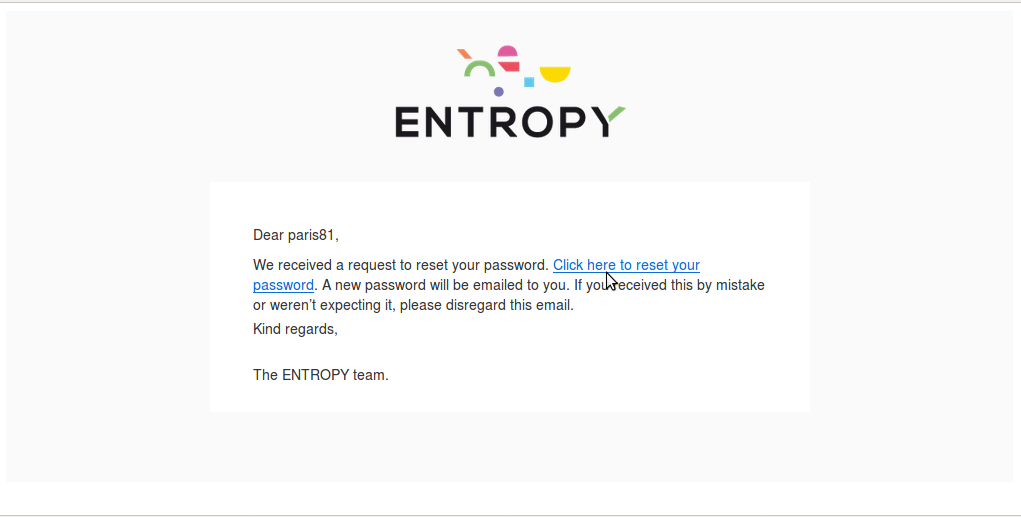 ENTROPY
Dear paris81,
We received a request to reset your password. Click here to reset your
password. A new password will be emailed to you. If you received this by mistake
or weren't expecting it, please disregard this email.
Kind regards,
The ENTROPY team.